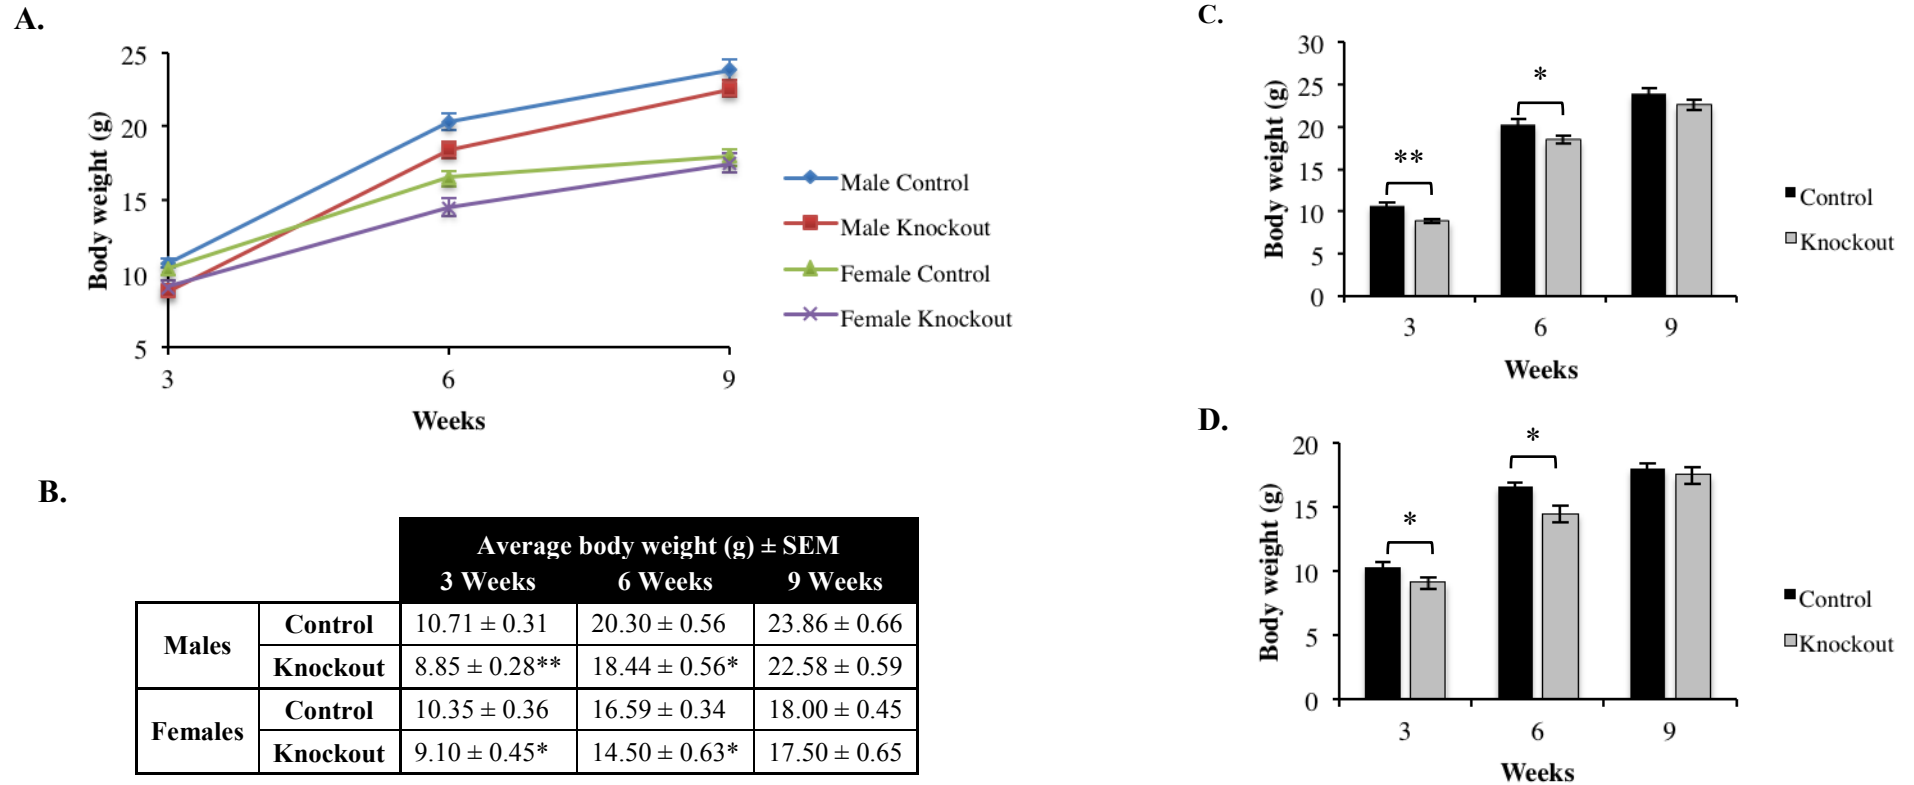 A.
25
20
15
10
5
Body weight (g)
3 6 9
Weeks
Male Control
Male Knockout
Female Control
Female Knockout
B.
Average body weight (g) ± SEM
3 Weeks 6 Weeks 9 Weeks
Males
Control 10.71 ± 0.31 20.30 ± 0.56 23.86 ± 0.66
Knockout 8.85 ± 0.28** 18.44 ± 0.56* 22.58 ± 0.59
Females
Control 10.35 ± 0.36 16.59 ± 0.34 18.00 ± 0.45
Knockout 9.10 ± 0.45* 14.50 ± 0.63* 17.50 ± 0.65
C.
30
25
20
15
10
5
0
Body weight (g)
**
*
3 6 9
Weeks
Control
Knockout
D.
20
15
10
5
0
Body weight (g)
*
*
3 6 9
Weeks
Control
Knockout